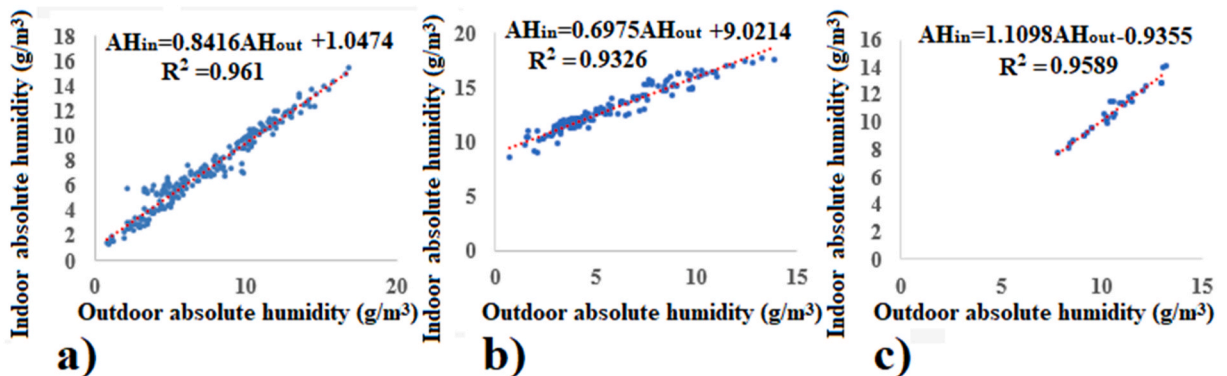 Indoor absolute humidity (g/m³)
18
16
14
12
10
8
6
4
2
0
AHin=0.8416AHout +1.0474
R² =0.961
0 10 20
Outdoor absolute humidity (g/m³)
a)
Indoor absolute humidity (g/m³)
20
15
10
5
0
AHin=0.6975AHout +9.0214
R² =0.9326
0 5 10 15
Outdoor absolute humidity (g/m³)
b)
Indoor absolute humidity (g/m³)
16
14
12
10
8
6
4
2
0
AHin=1.1098AHout-0.9355
R² =0.9589
0 5 10 15
Outdoor absolute humidity (g/m³)
c)